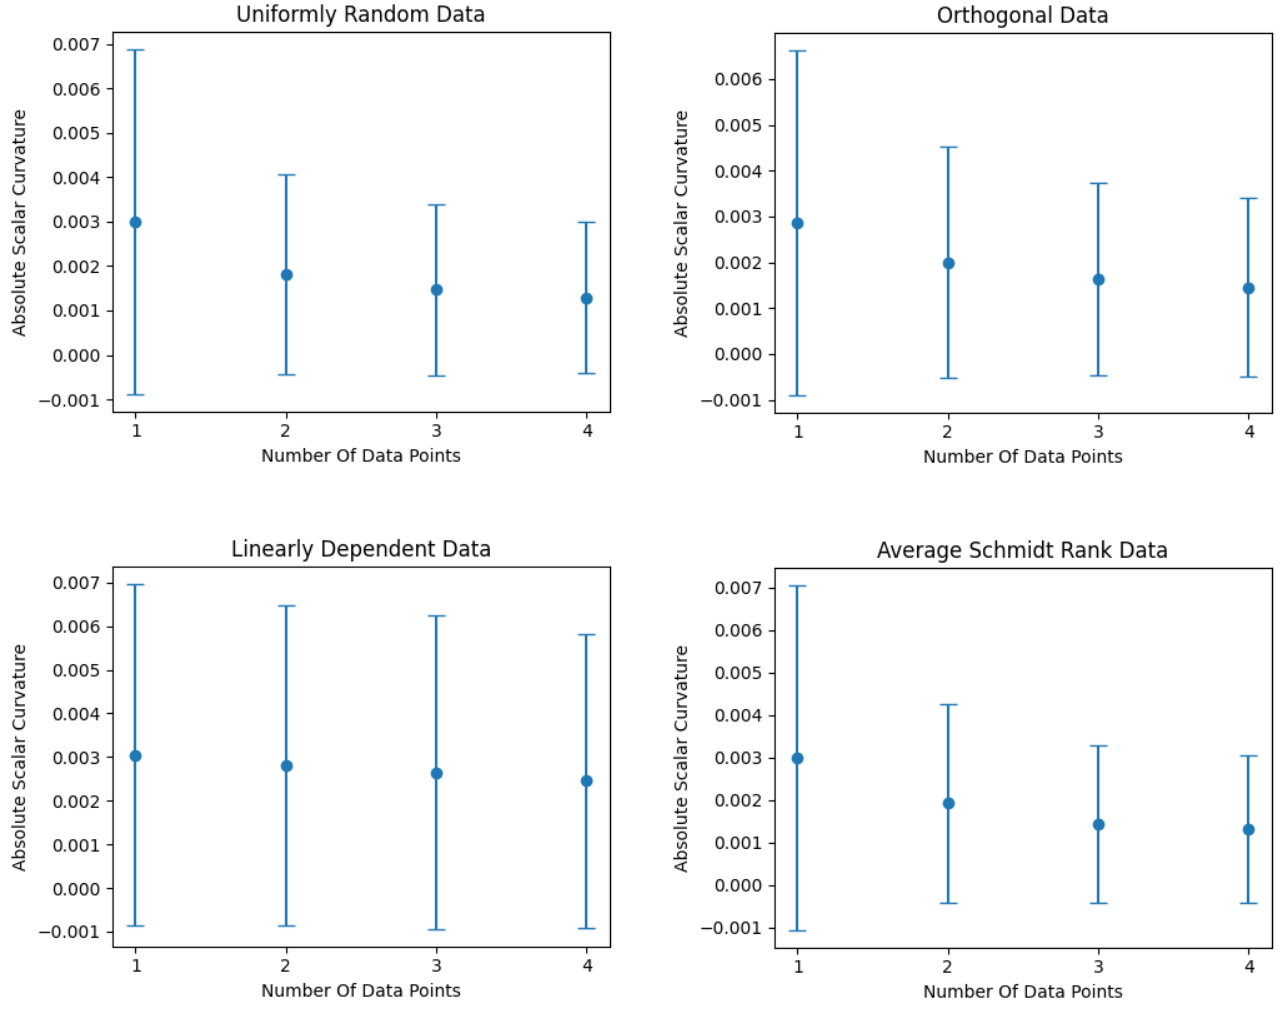 Uniformly Random Data
0.007
0.006
0.005
0.004
0.003
0.002
0.001
0.000
−0.001
Absolute Scalar Curvature
1 2 3 4
Number Of Data Points
Orthogonal Data
0.006
0.005
0.004
0.003
0.002
0.001
0.000
−0.001
Absolute Scalar Curvature
1 2 3 4
Number Of Data Points
Linearly Dependent Data
0.007
0.006
0.005
0.004
0.003
0.002
0.001
0.000
−0.001
Absolute Scalar Curvature
1 2 3 4
Number Of Data Points
Average Schmidt Rank Data
0.007
0.006
0.005
0.004
0.003
0.002
0.001
0.000
−0.001
Absolute Scalar Curvature
1 2 3 4
Number Of Data Points